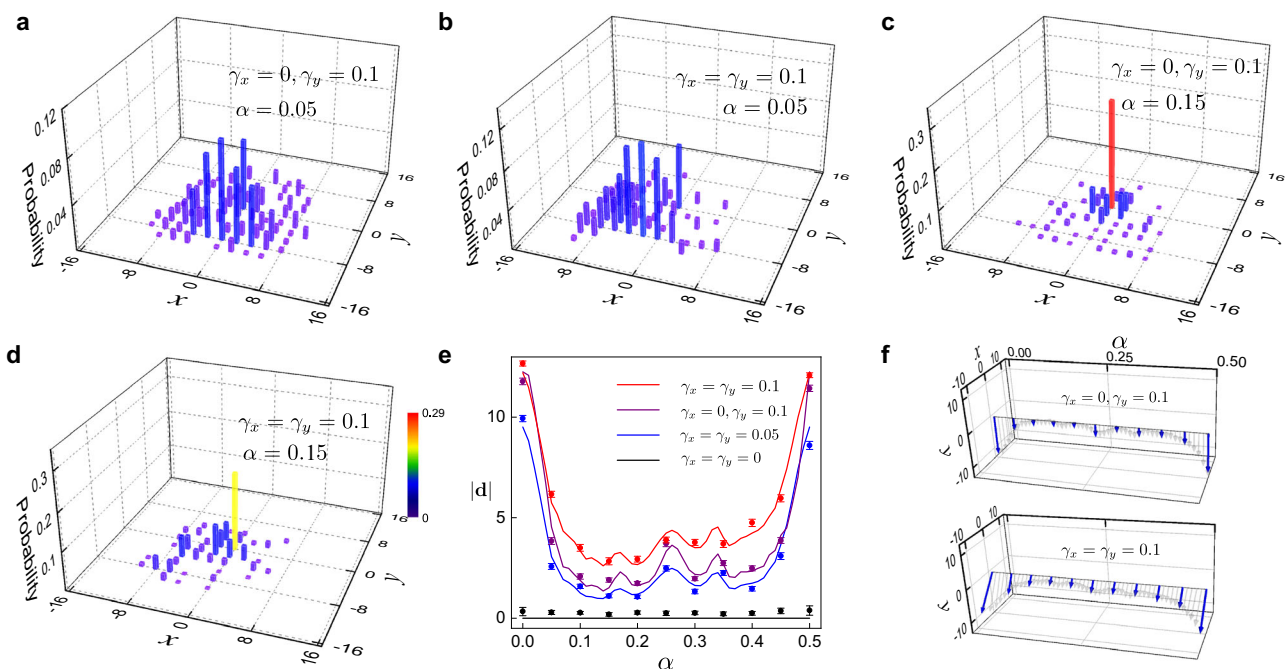 a
γx = 0, γy = 0.1
α = 0.05
0.12
0.08
0.04
Probability
-16
-8
0
8
16
x
16
8
0
-8
-16
y
b
γx = γy = 0.1
α = 0.05
0.12
0.08
0.04
Probability
-16
-8
0
8
16
x
16
8
0
-8
-16
y
c
γx = 0, γy = 0.1
α = 0.15
0.3
0.2
0.1
Probability
-16
-8
0
8
16
x
16
8
0
-8
-16
y
d
γx = γy = 0.1
α = 0.15
0.3
0.2
0.1
Probability
-16
-8
0
8
16
x
16
8
0
-8
-16
y
0.29
0
e
γx = γy = 0.1
γx = 0, γy = 0.1
γx = γy = 0.05
γx = γy = 0
10
5
0
|d|
0.0 0.1 0.2 0.3 0.4 0.5
α
f
x
-10 0 10
α
0.00 0.25 0.50
γx = 0, γy = 0.1
10
0
-10
y
-10 0 10
γx = γy = 0.1
10
0
-10
y